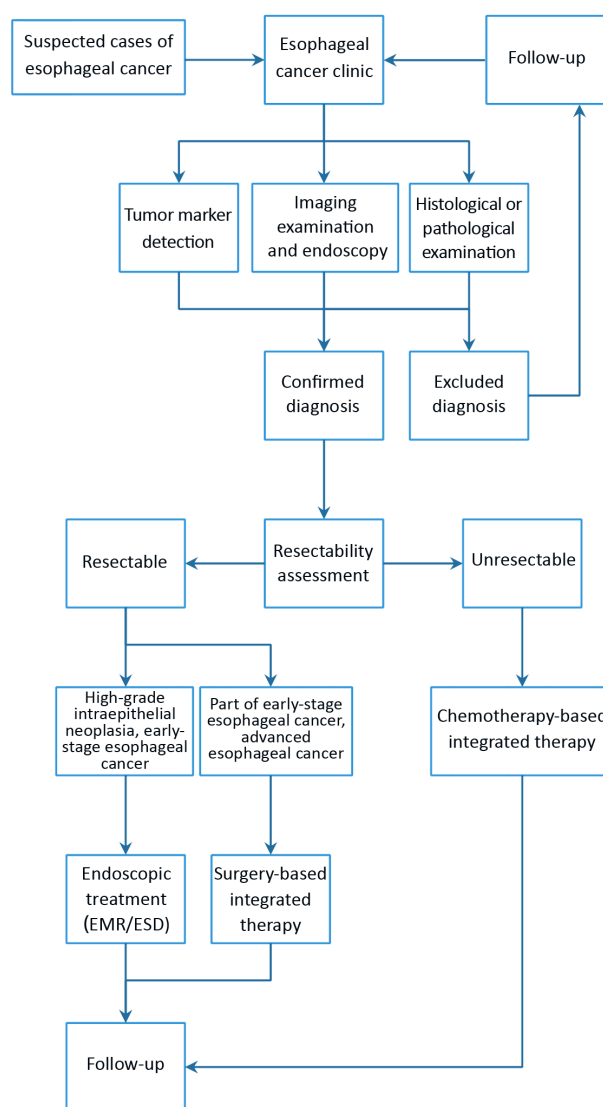 Suspected cases of
esophageal cancer
Esophageal
cancer clinic
Follow-up
Tumor marker
detection
Imaging
examination
and endoscopy
Histological or
pathological
examination
Confirmed
diagnosis
Excluded
diagnosis
Resectable
Resectability
assessment
Unresectable
High-grade
intraepithelial
neoplasia, early-
stage esophageal
cancer
Part of early-stage
esophageal cancer,
advanced
esophageal cancer
Chemotherapy-based
integrated therapy
Endoscopic
treatment
(EMR/ESD)
Surgery-based
integrated
therapy
Follow-up